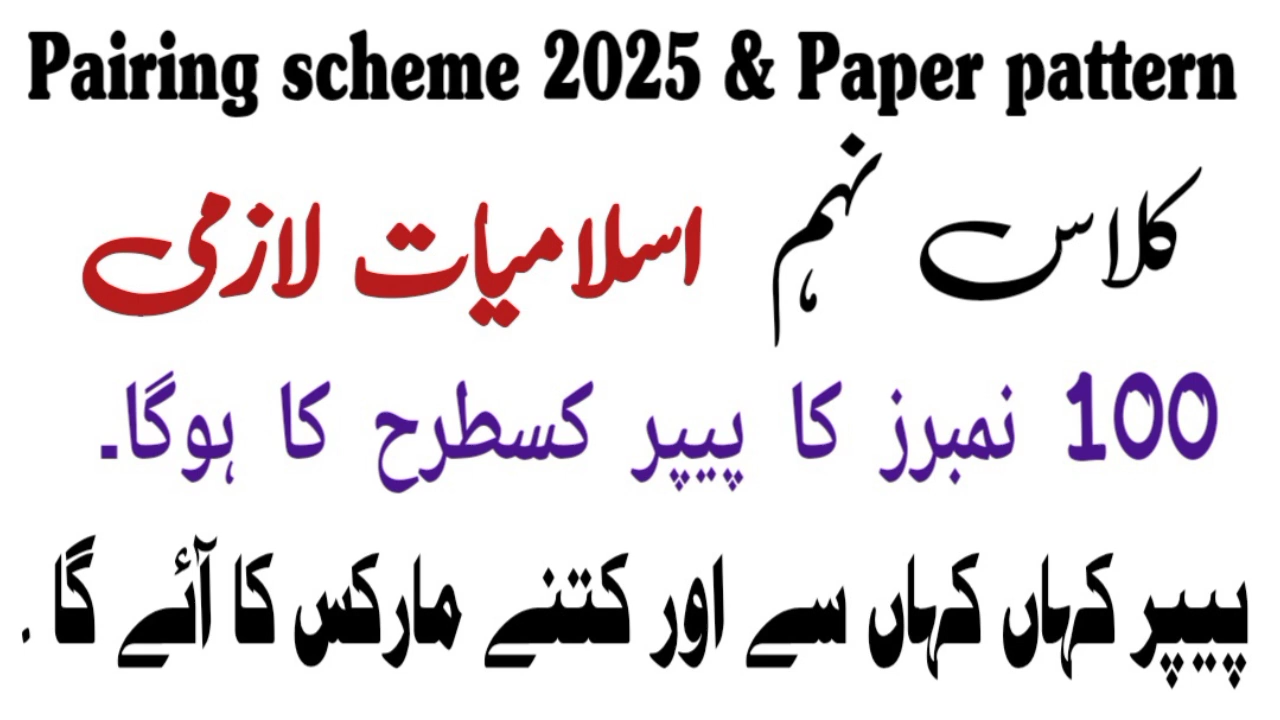 Pairing scheme 2025 & Paper pattern
کلاس نہم اسلامیات لازمی
100 نمبرز کا پیپر کسطرح کا ہوگا۔
پیپر کہاں کہاں سے اور کتنے مارکس کا آئے گا .